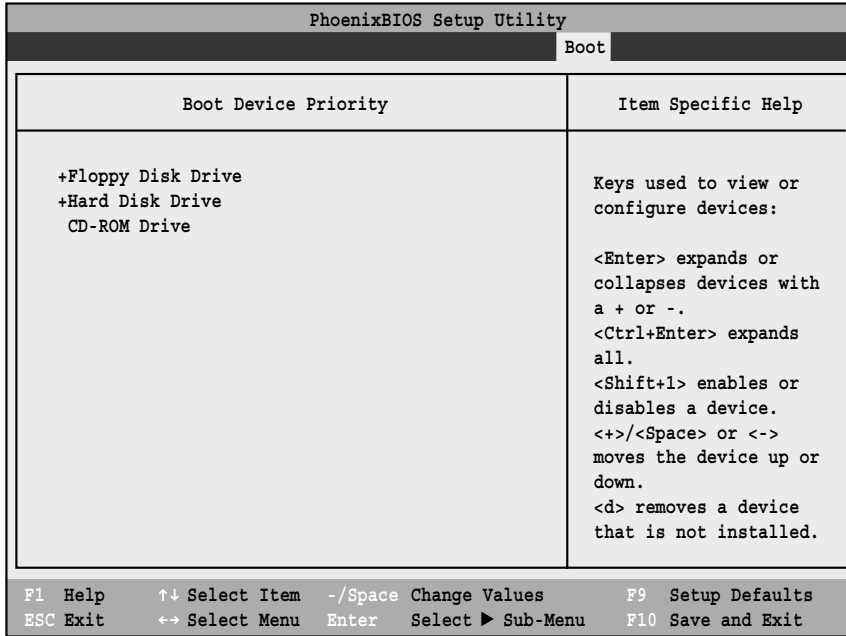 PhoenixBIOS Setup Utility
Boot
Boot Device Priority
Item Specific Help
+Floppy Disk Drive
+Hard Disk Drive
CD-ROM Drive
Keys used to view or
configure devices:
<Enter> expands or
collapses devices with
a + or -.
<Ctrl+Enter> expands
all.
<Shift+1> enables or
disables a device.
<+>/<Space> or <->
moves the device up or
down.
<d> removes a device
that is not installed.
F1 Help ↑↓ Select Item -/Space Change Values F9 Setup Defaults
ESC Exit ←→ Select Menu Enter Select ▶ Sub-Menu F10 Save and Exit